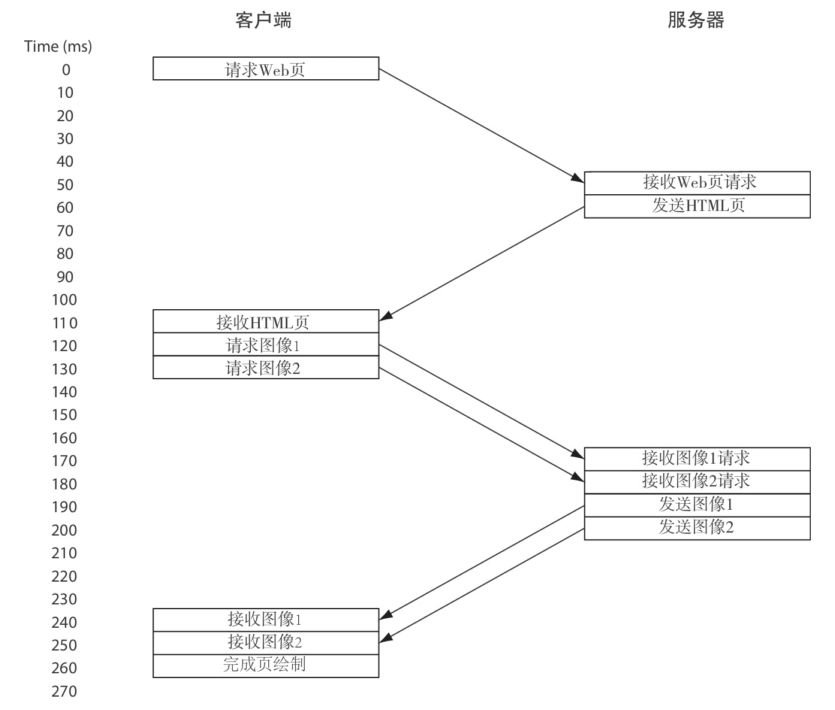 客户端 服务器
Time (ms)
0 请求Web页
10
20
30
40
50 接收Web页请求
60 发送HTML页
70
80
90
100
110 接收HTML页
120 请求图像1
130 请求图像2
140
150
160
170 接收图像1请求
180 接收图像2请求
190 发送图像1
200 发送图像2
210
220
230
240 接收图像1
250 接收图像2
260 完成页绘制
270